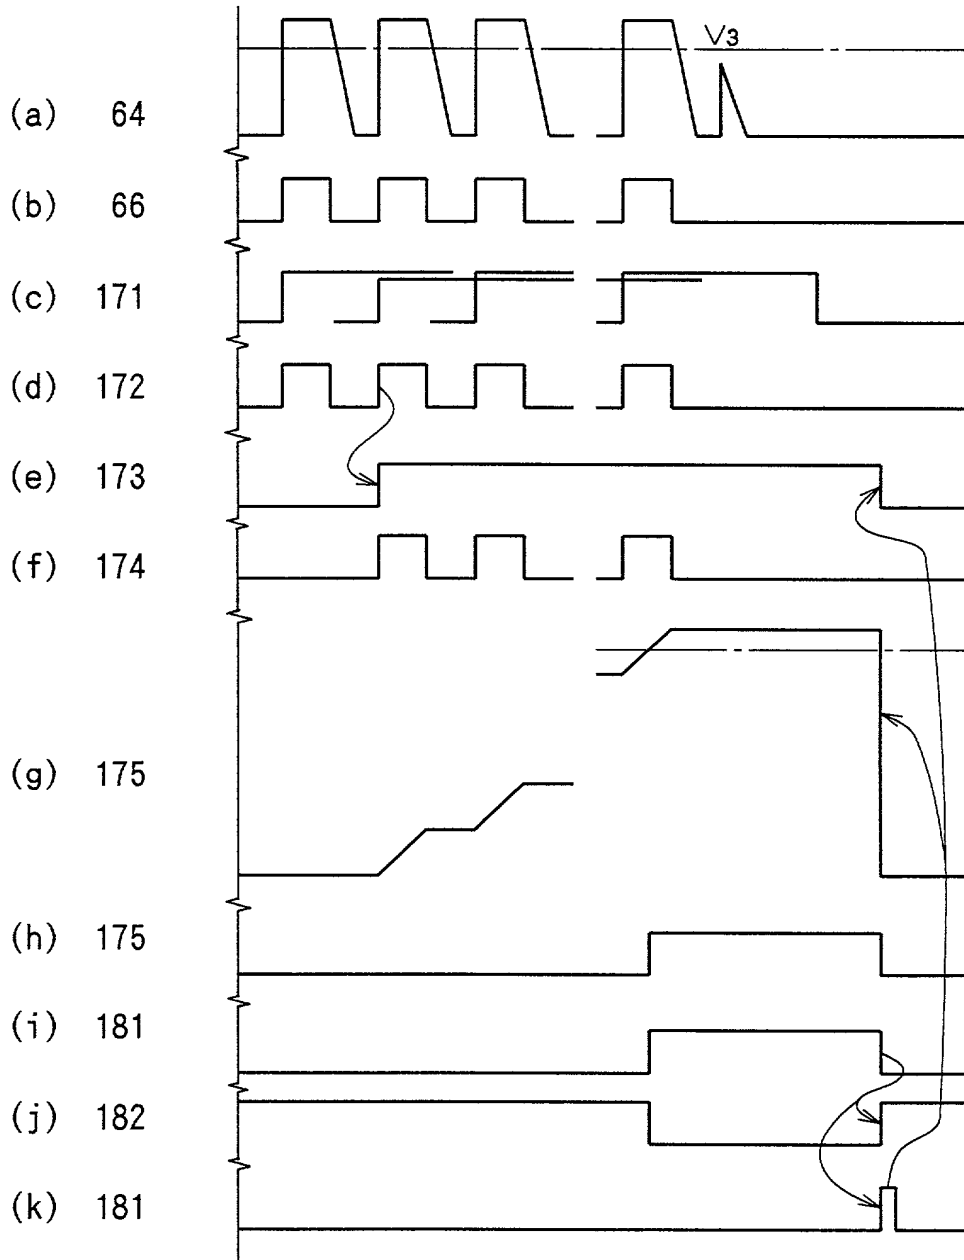 V3
(a) 64
(b) 66
(c) 171
(d) 172
(e) 173
(f) 174
(g) 175
(h) 175
(i) 181
(j) 182
(k) 181